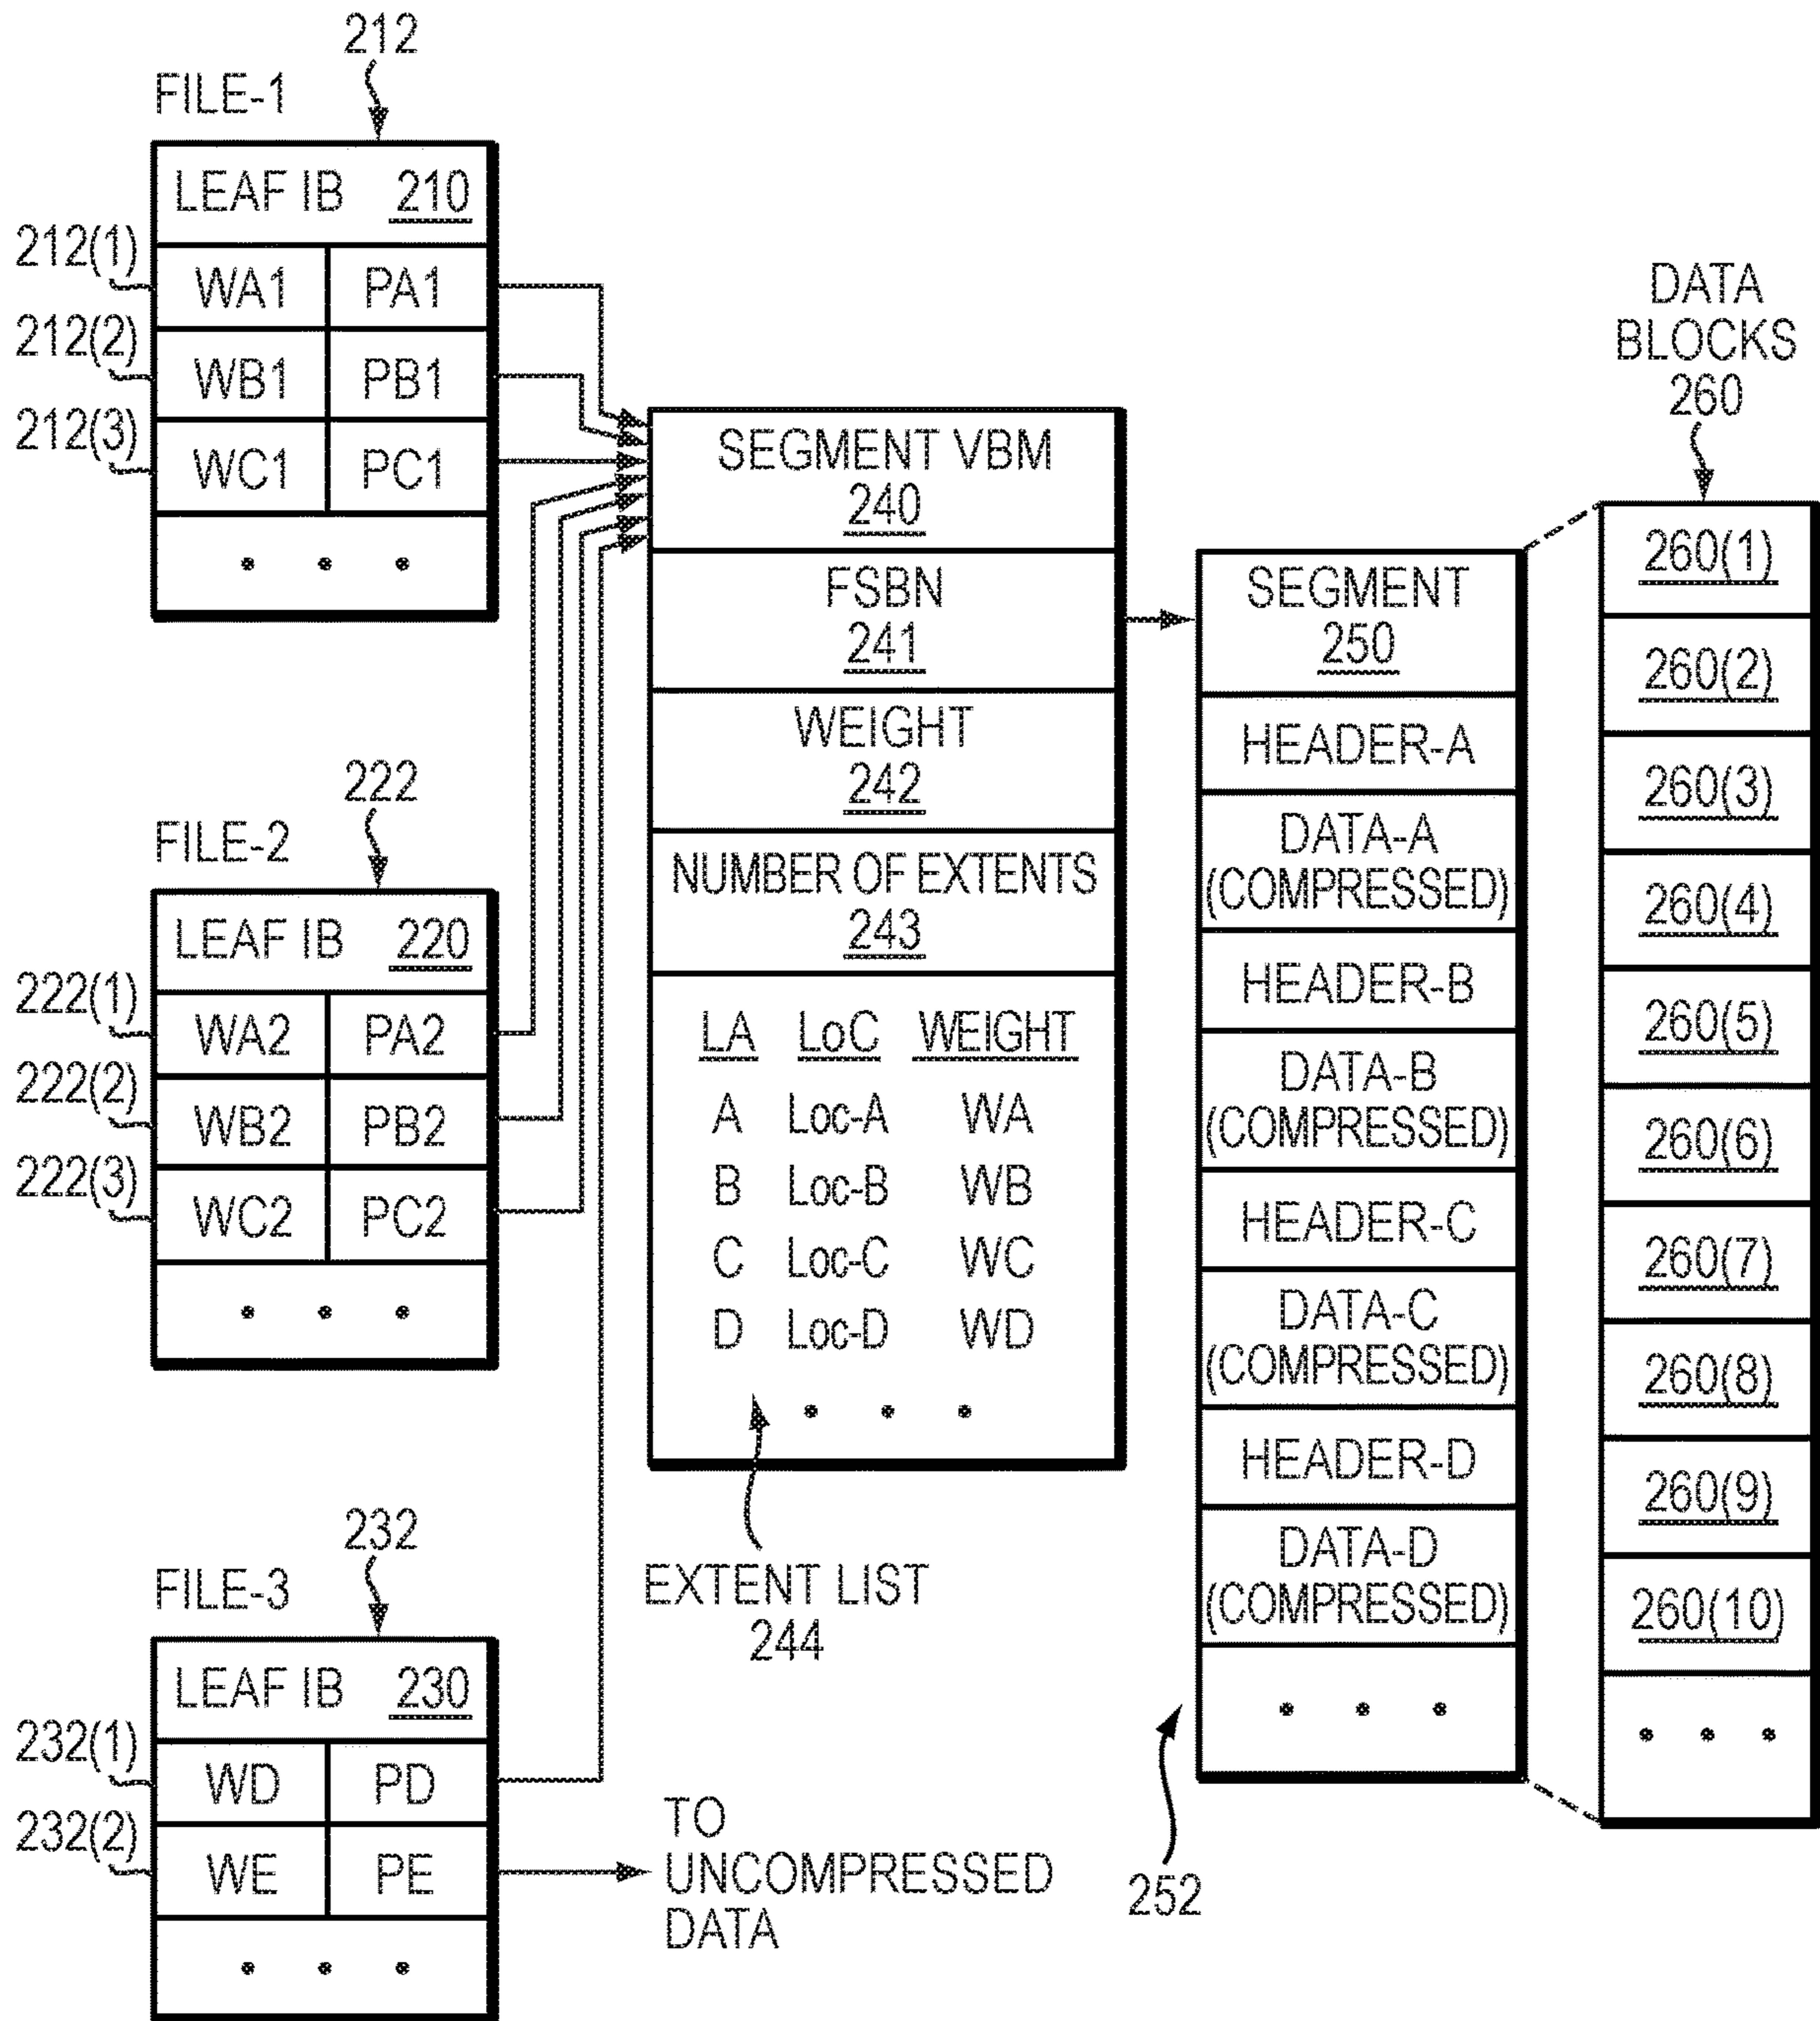 212
FILE-1
LEAF IB 210
212(1)
WA1 PA1
212(2)
WB1 PB1
212(3)
WC1 PC1
. . .
222
FILE-2
LEAF IB 220
222(1)
WA2 PA2
222(2)
WB2 PB2
222(3)
WC2 PC2
. . .
232
FILE-3
LEAF IB 230
232(1)
WD PD
232(2)
WE PE
. . .
TO
UNCOMPRESSED
DATA
SEGMENT VBM
240
FSBN
241
WEIGHT
242
NUMBER OF EXTENTS
243
LA LoC WEIGHT
A Loc-A WA
B Loc-B WB
C Loc-C WC
D Loc-D WD
. . .
EXTENT LIST
244
SEGMENT
250
HEADER-A
DATA-A
(COMPRESSED)
HEADER-B
DATA-B
(COMPRESSED)
HEADER-C
DATA-C
(COMPRESSED)
HEADER-D
DATA-D
(COMPRESSED)
. . .
252
DATA
BLOCKS
260
260(1)
260(2)
260(3)
260(4)
260(5)
260(6)
260(7)
260(8)
260(9)
260(10)
. . .